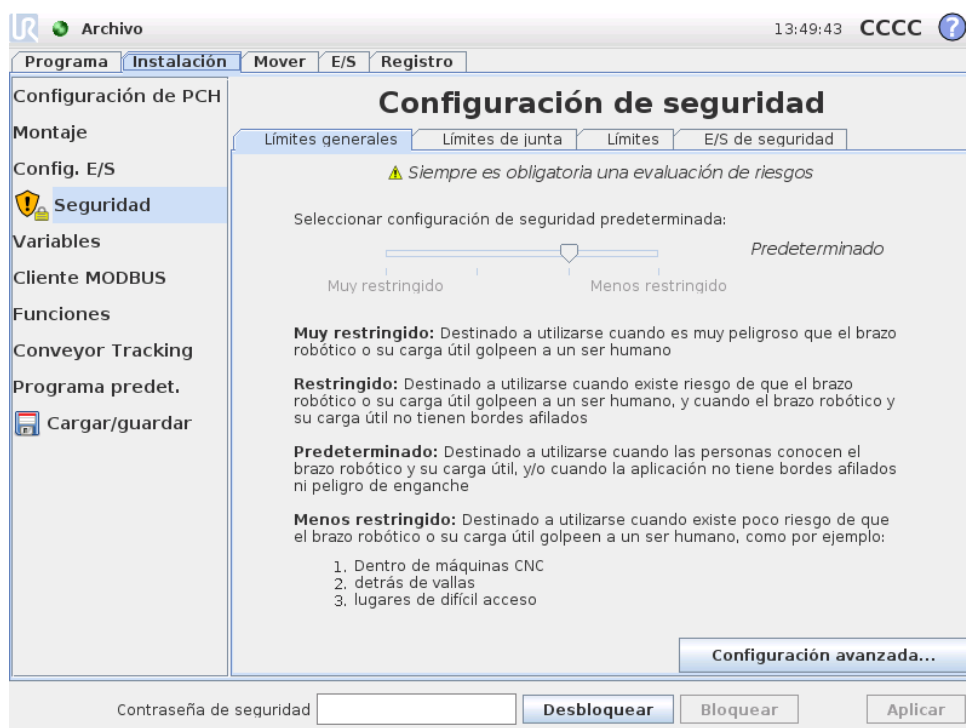 UR Archivo 13:49:43 CCCC ?
Programa Instalación Mover E/S Registro
Configuración de PCH
Montaje
Config. E/S
Seguridad
Variables
Cliente MODBUS
Funciones
Conveyor Tracking
Programa predet.
Cargar/guardar
Configuración de seguridad
Límites generales Límites de junta Límites E/S de seguridad
Siempre es obligatoria una evaluación de riesgos
Seleccionar configuración de seguridad predeterminada:
Predeterminado
Muy restringido Menos restringido
Muy restringido: Destinado a utilizarse cuando es muy peligroso que el brazo
robótico o su carga útil golpeen a un ser humano
Restringido: Destinado a utilizarse cuando existe riesgo de que el brazo
robótico o su carga útil golpeen a un ser humano, y cuando el brazo robótico y
su carga útil no tienen bordes afilados
Predeterminado: Destinado a utilizarse cuando las personas conocen el
brazo robótico y su carga útil, y/o cuando la aplicación no tiene bordes afilados
ni peligro de enganche
Menos restringido: Destinado a utilizarse cuando existe poco riesgo de que
el brazo robótico o su carga útil golpeen a un ser humano, como por ejemplo:
1. Dentro de máquinas CNC
2. detrás de vallas
3. lugares de difícil acceso
Configuración avanzada...
Contraseña de seguridad Desbloquear Bloquear Aplicar